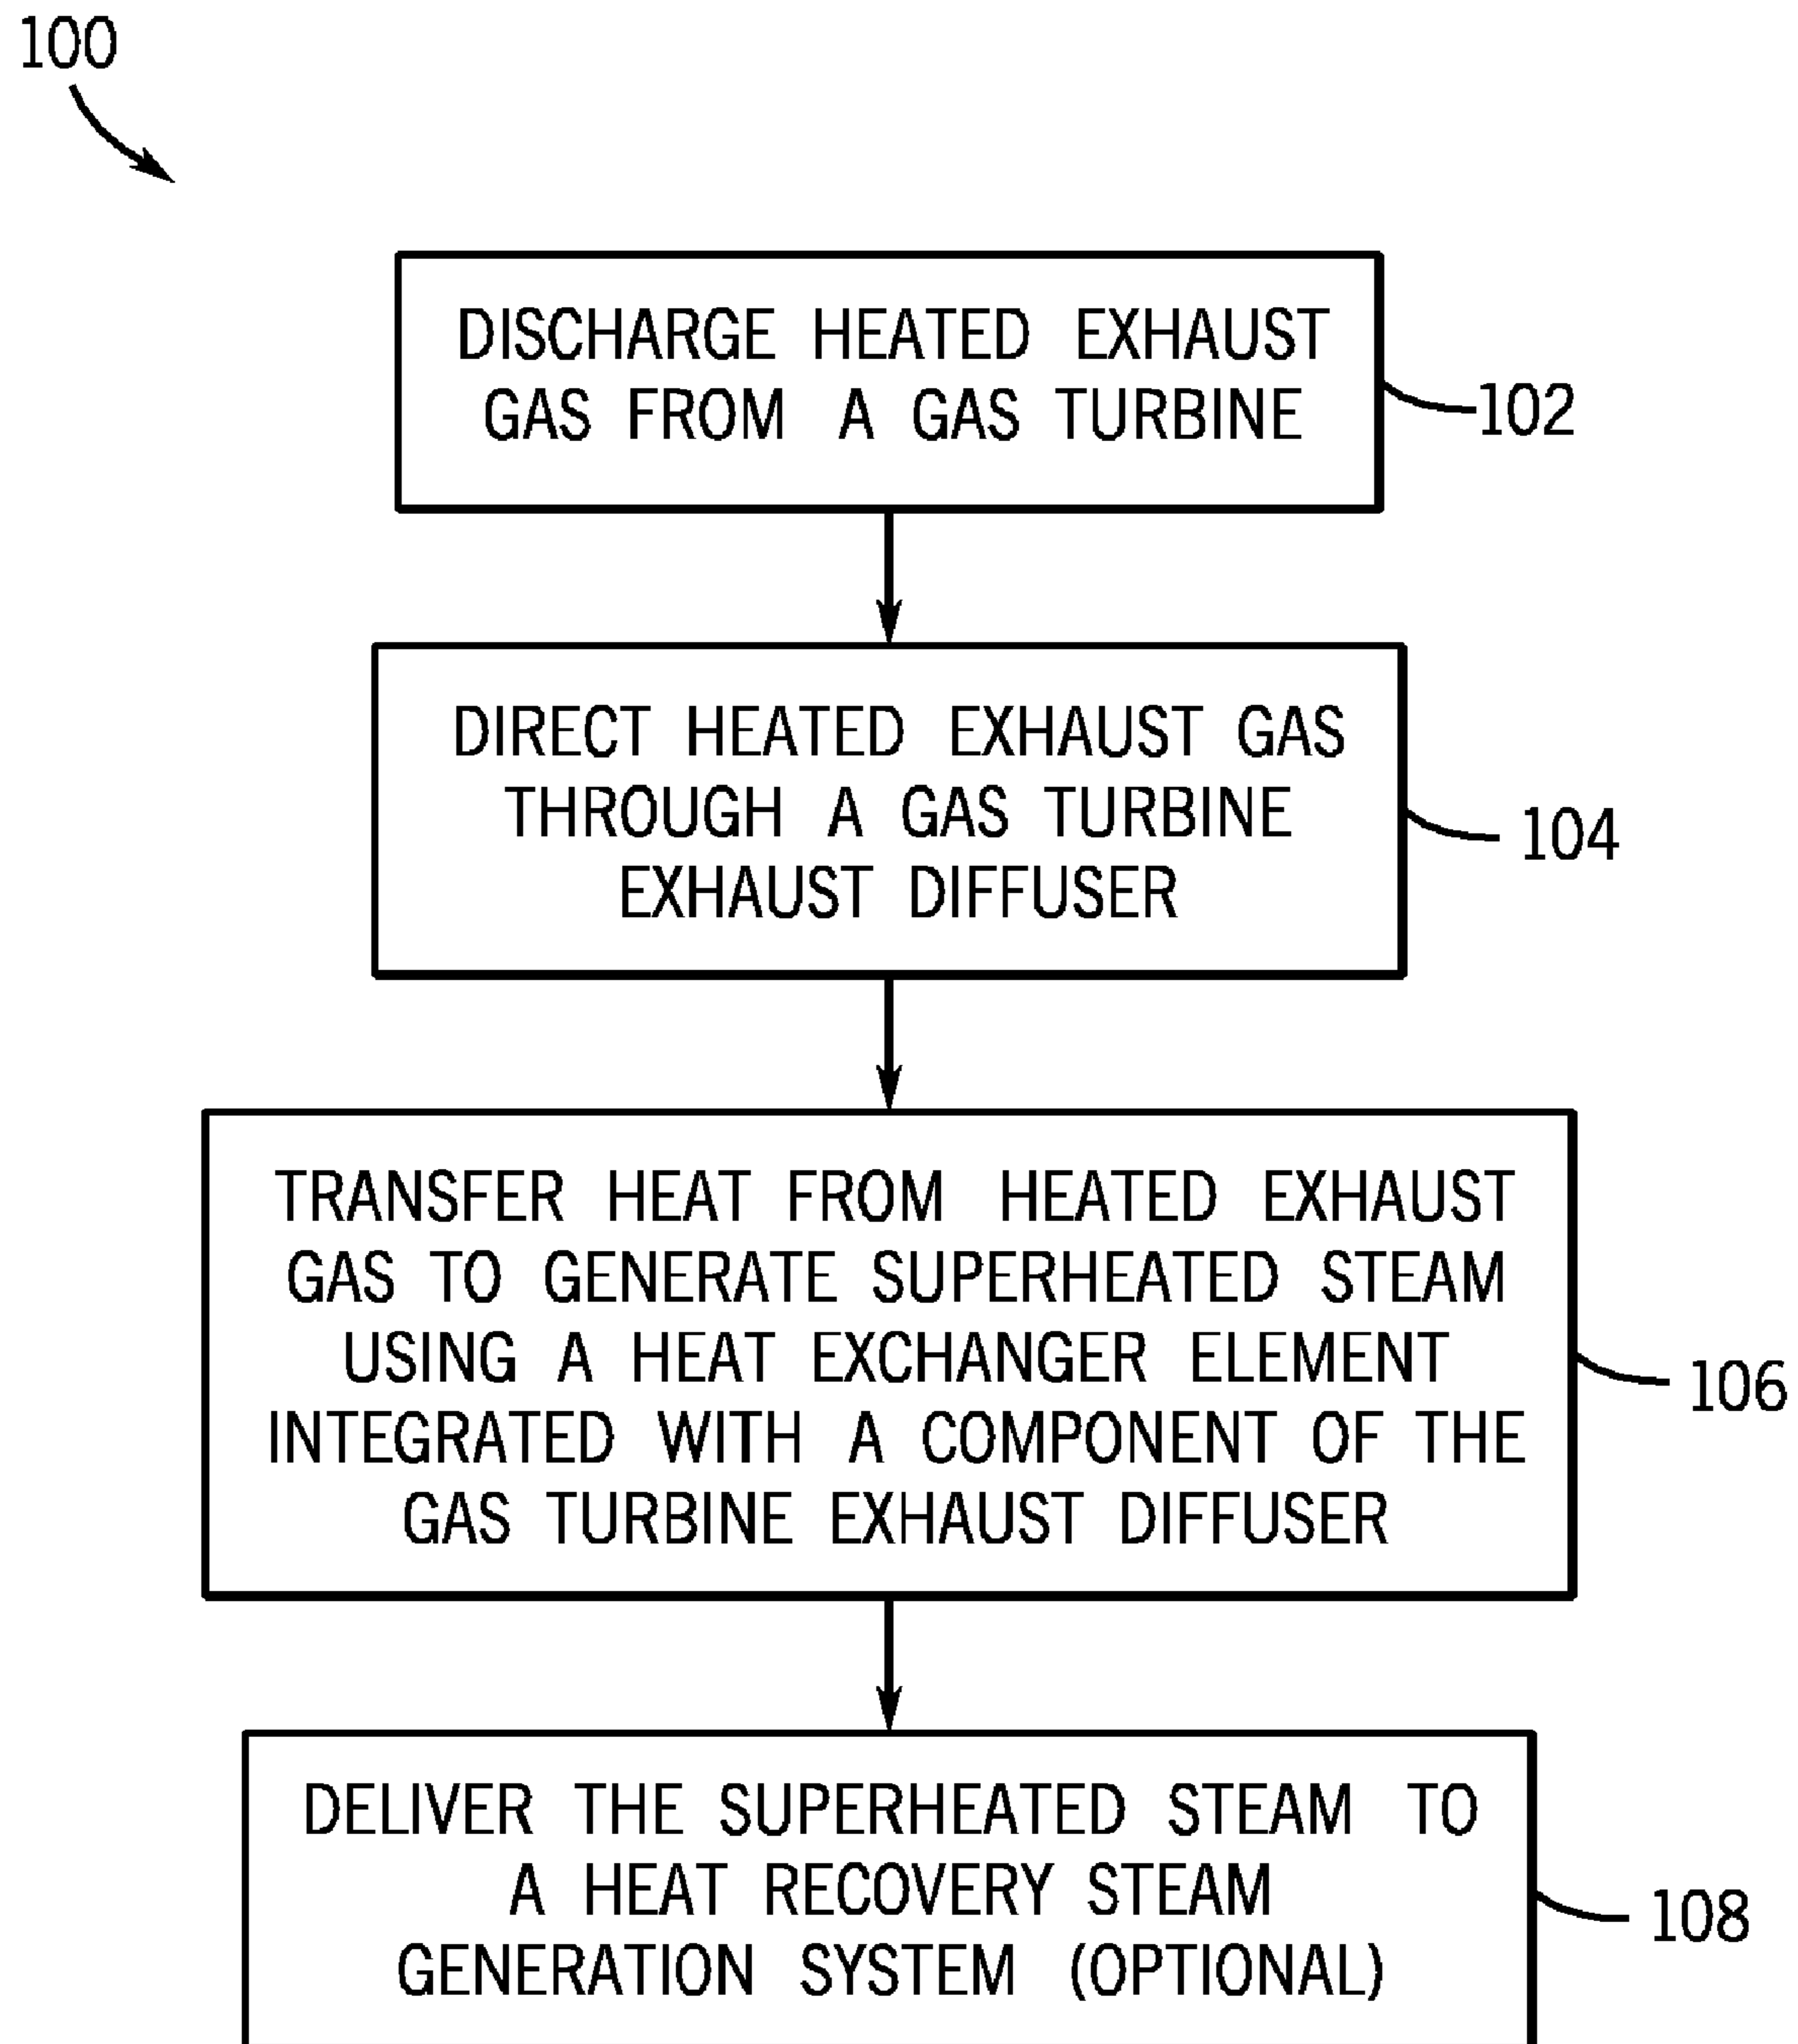 100
DISCHARGE HEATED EXHAUST
GAS FROM A GAS TURBINE
102
DIRECT HEATED EXHAUST GAS
THROUGH A GAS TURBINE
EXHAUST DIFFUSER
104
TRANSFER HEAT FROM HEATED EXHAUST
GAS TO GENERATE SUPERHEATED STEAM
USING A HEAT EXCHANGER ELEMENT
INTEGRATED WITH A COMPONENT OF THE
GAS TURBINE EXHAUST DIFFUSER
106
DELIVER THE SUPERHEATED STEAM TO
A HEAT RECOVERY STEAM
GENERATION SYSTEM (OPTIONAL)
108